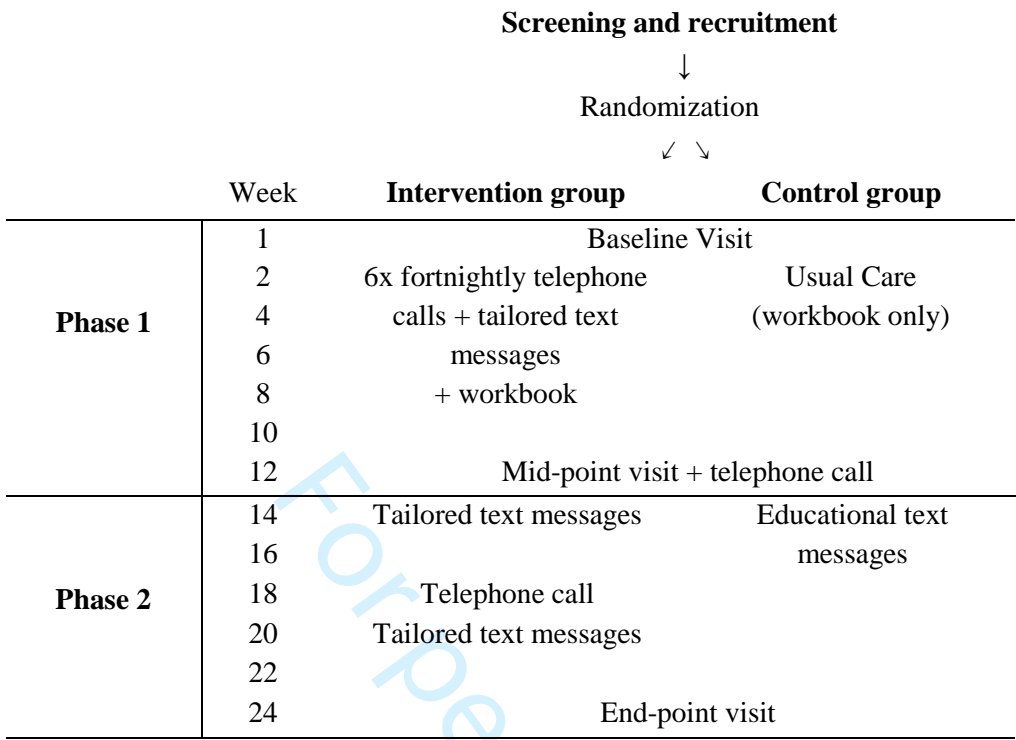 Screening and recruitment
↓
Randomization
↙ ↘
Week Intervention group Control group
1 Baseline Visit
2 6x fortnightly telephone Usual Care
Phase 1 4 calls + tailored text (workbook only)
6 messages
8 + workbook
10
12 Mid-point visit + telephone call
14 Tailored text messages Educational text
16 messages
Phase 2 18 Telephone call
20 Tailored text messages
22
24 End-point visit
For pe